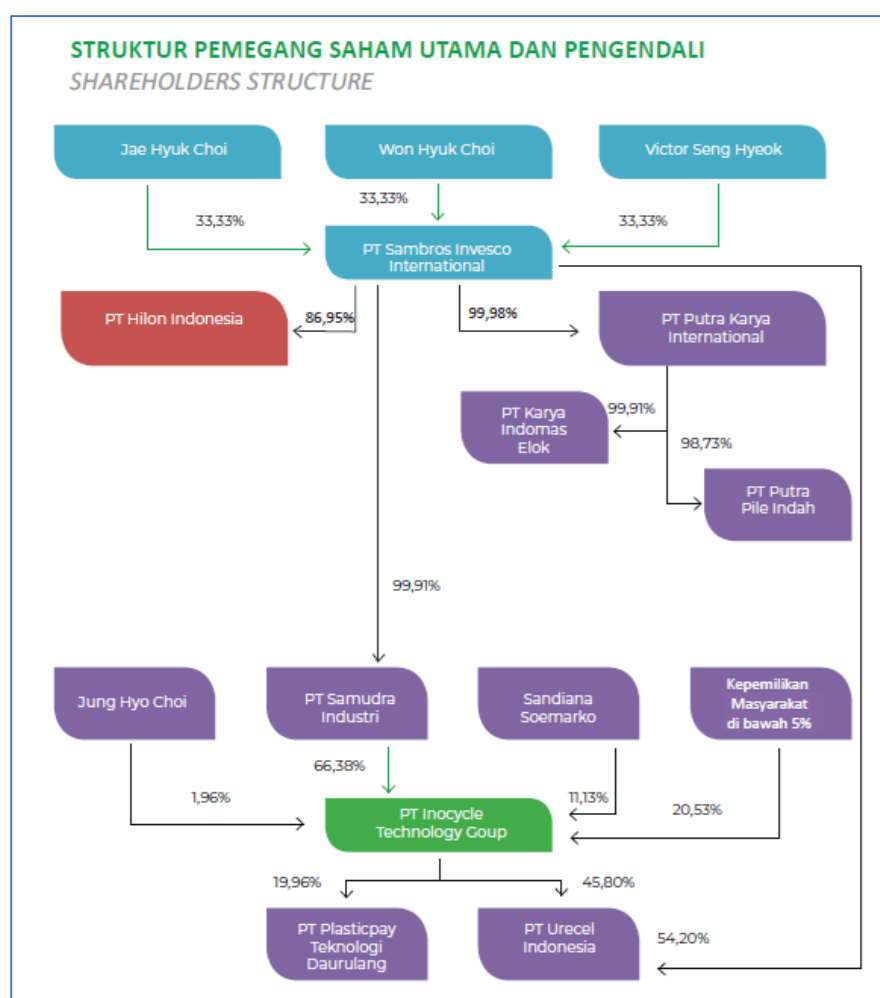 STRUKTUR PEMEGANG SAHAM UTAMA DAN PENGENDALI
SHAREHOLDERS STRUCTURE
Jae Hyuk Choi
Won Hyuk Choi
Victor Seng Hyeok
33,33%
33,33%
33,33%
PT Sambros Invesco
International
PT Hilon Indonesia
86,95%
99,98%
PT Putra Karya
International
PT Karya
Indomas
Elok
99,91%
98,73%
PT Putra
Pile Indah
99,91%
Jung Hyo Choi
PT Samudra
Industri
Sandiana
Soemarko
Kepemilikan
Masyarakat
di bawah 5%
66,38%
1,96%
11,13%
20,53%
PT Inocycle
Technology Goup
19,96%
45,80%
PT Plasticpay
Teknologi
Daurulang
PT Urecel
Indonesia
54,20%